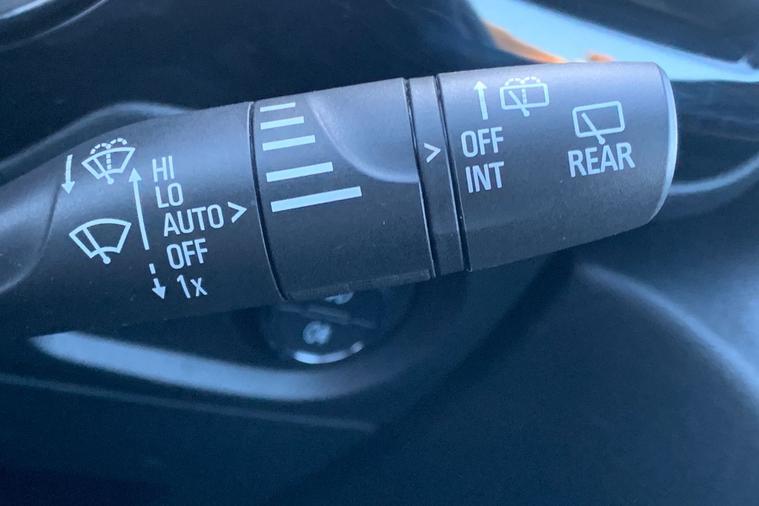 HI
LO
AUTO >
OFF
1x
>
OFF
INT
REAR